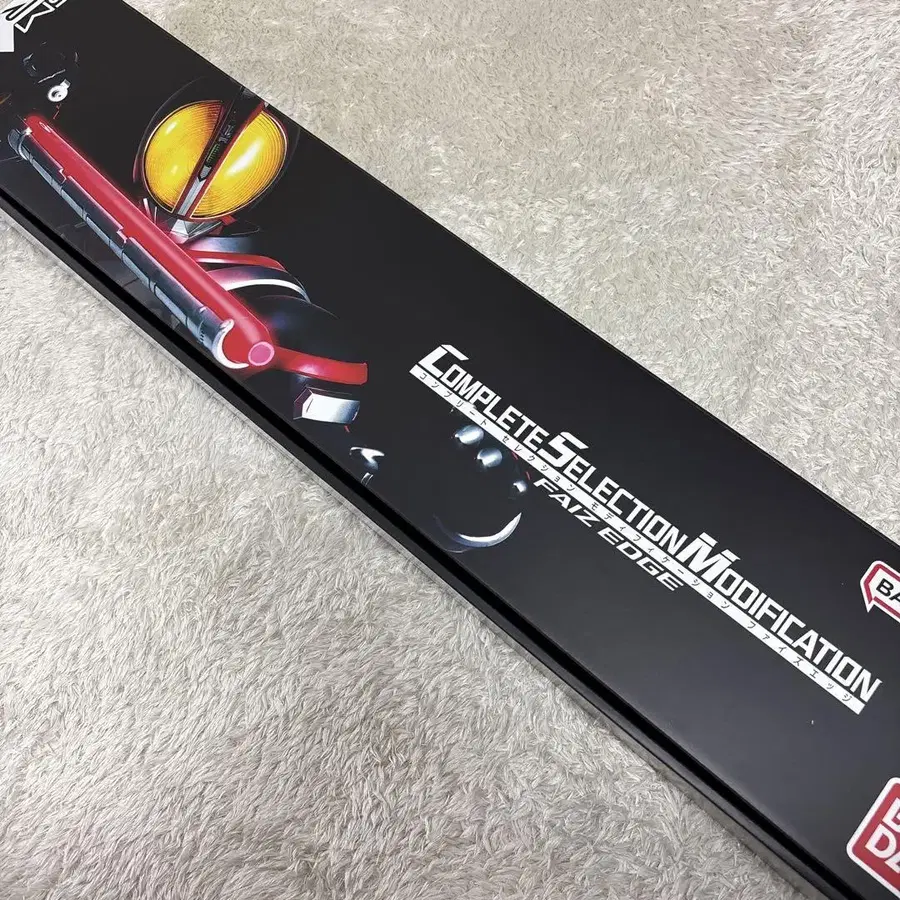 COMPLETE SELECTION MODIFICATION
コンプリート セレクション モディフィケーション ファイズエッジ
FAIZ EDGE
BA